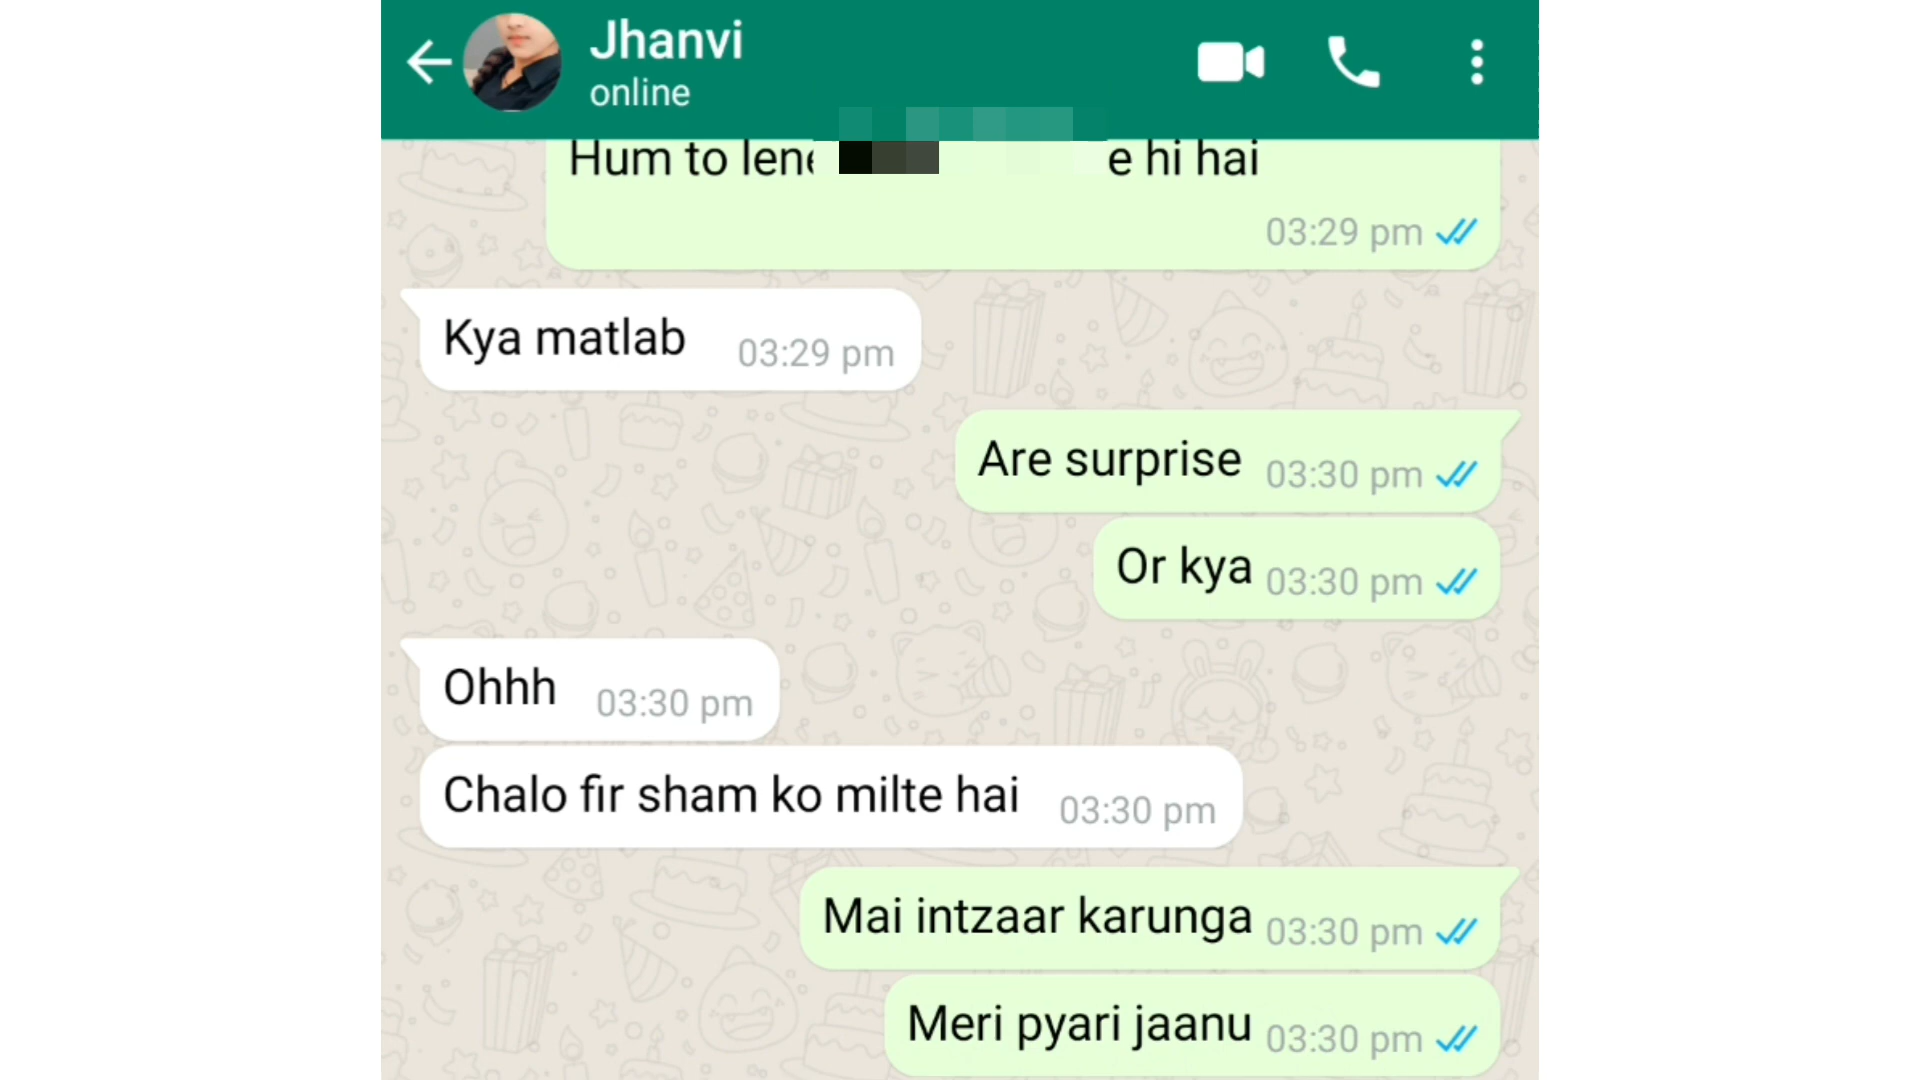 Jhanvi
online
Hum to hi hai
03:29 pm
Kya matlab 03:29 pm
Are surprise 03:30 pm
Or kya 03:30 pm
Ohhh 03:30 pm
Chalo fir sham ko milte hai 03:30 pm
Mai intzaar karunga 03:30 pm
Meri pyari jaanu 03:30 pm